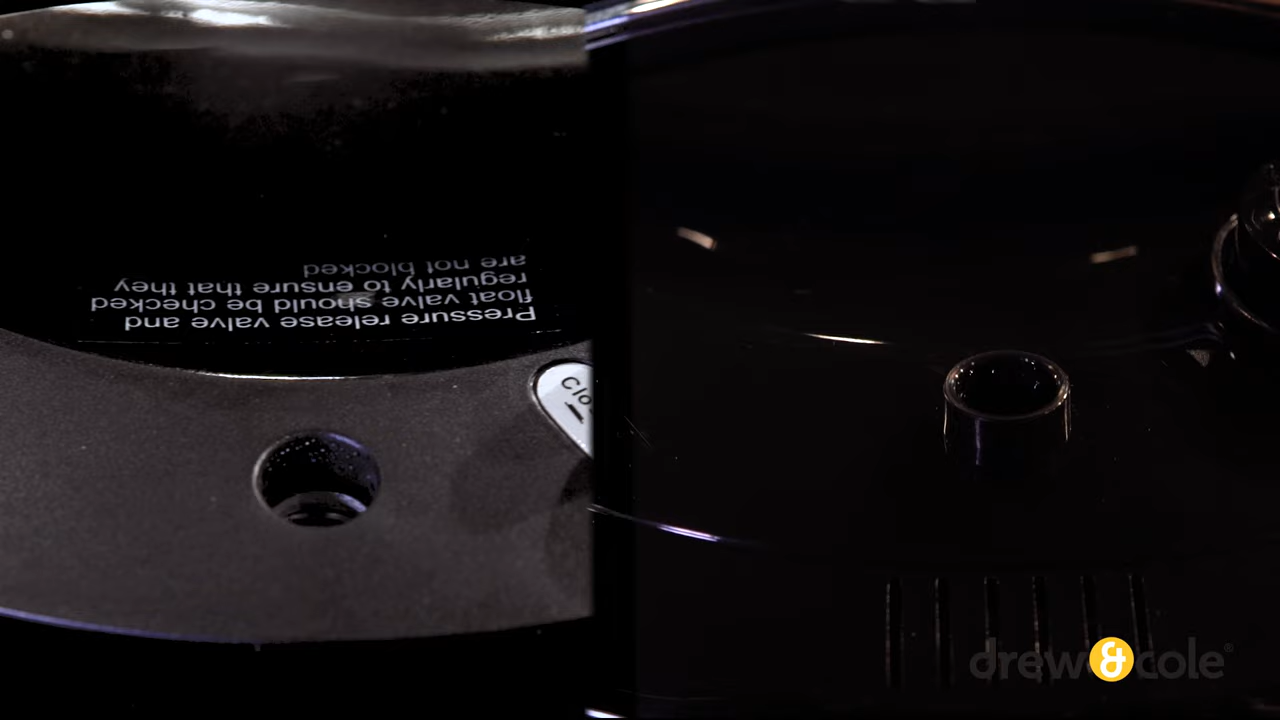 Pressure release valve and
float valve should be checked
regularly to ensure that they
are not blocked
Clo
drew&cole®